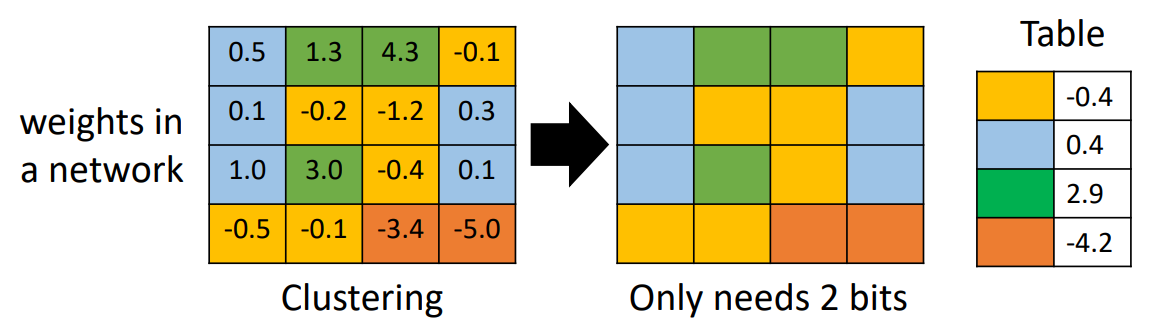 weights in
a network
0.5 1.3 4.3 -0.1
0.1 -0.2 -1.2 0.3
1.0 3.0 -0.4 0.1
-0.5 -0.1 -3.4 -5.0
Clustering
Only needs 2 bits
Table
-0.4
0.4
2.9
-4.2